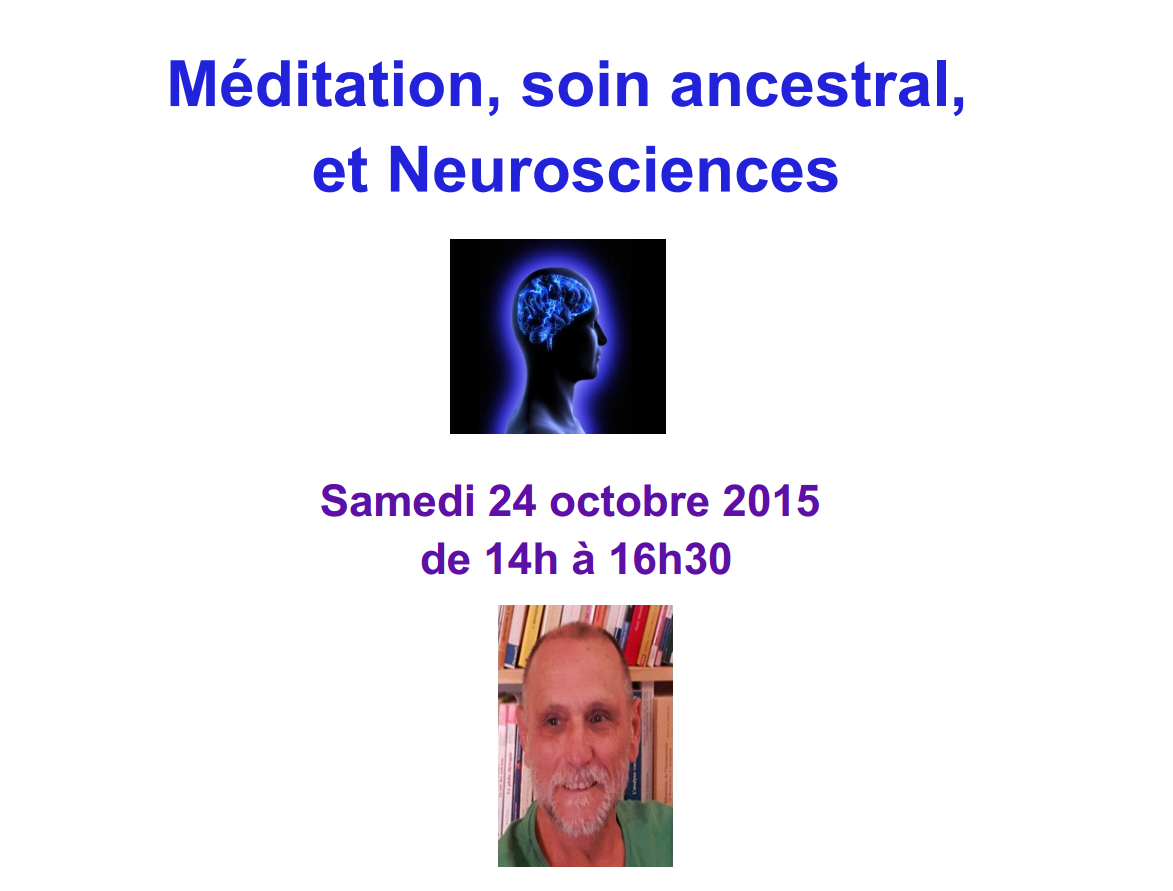 Méditation, soin ancestral,
et Neurosciences
Samedi 24 octobre 2015
de 14h à 16h30